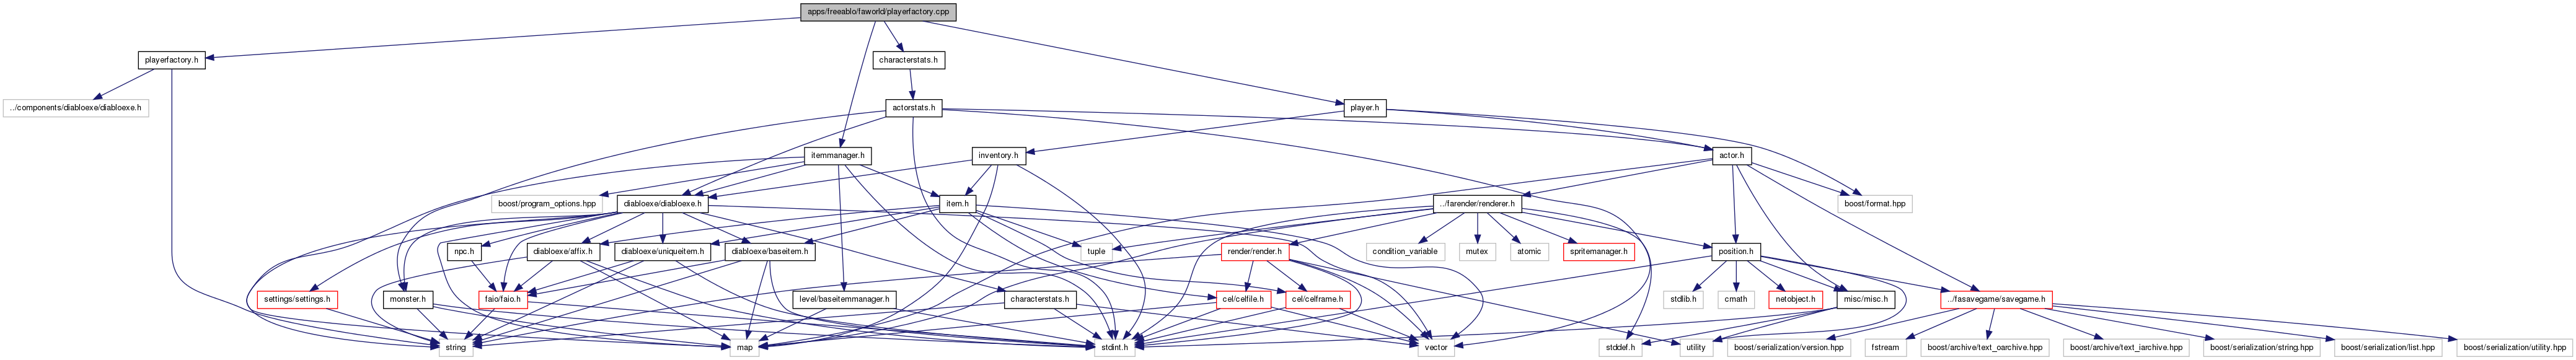 apps/freeablo/faworld/playerfactory.cpp
playerfactory.h
characterstats.h
../components/diabloexe/diabloexe.h
actorstats.h
player.h
itemmanager.h
inventory.h
actor.h
boost/program_options.hpp
diabloexe/diabloexe.h
item.h
../farender/renderer.h
boost/format.hpp
npc.h
diabloexe/affix.h
diabloexe/uniqueitem.h
diabloexe/baseitem.h
tuple
render/render.h
condition_variable
mutex
atomic
spritemanager.h
position.h
settings/settings.h
monster.h
faio/faio.h
level/baseitemmanager.h
characterstats.h
cel/celfile.h
cel/celframe.h
stdlib.h
cmath
netobject.h
misc/misc.h
../fasavegame/savegame.h
string
map
stdint.h
vector
stddef.h
utility
boost/serialization/version.hpp
fstream
boost/archive/text_oarchive.hpp
boost/archive/text_iarchive.hpp
boost/serialization/string.hpp
boost/serialization/list.hpp
boost/serialization/utility.hpp